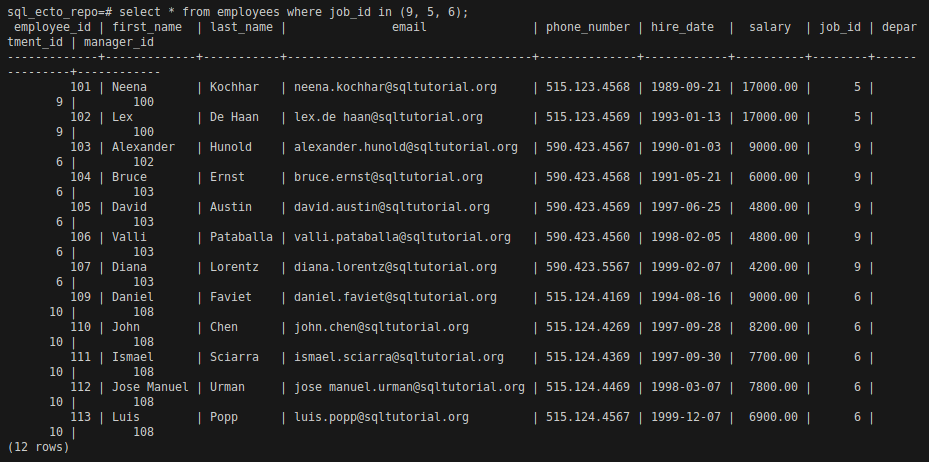 sql_ecto_repo=# select * from employees where job_id in (9, 5, 6);
 employee_id | first_name  | last_name |               email               | phone_number | hire_date  |  salary  | job_id | depar
tment_id | manager_id
-------------+-------------+-----------+-----------------------------------+--------------+------------+----------+--------+------
---------+------------
         101 | Neena       | Kochhar   | neena.kochhar@sqltutorial.org     | 515.123.4568 | 1989-09-21 | 17000.00 |      5 |
       9 |        100
         102 | Lex         | De Haan   | lex.de haan@sqltutorial.org       | 515.123.4569 | 1993-01-13 | 17000.00 |      5 |
       9 |        100
         103 | Alexander   | Hunold    | alexander.hunold@sqltutorial.org  | 590.423.4567 | 1990-01-03 |  9000.00 |      9 |
       6 |        102
         104 | Bruce       | Ernst     | bruce.ernst@sqltutorial.org       | 590.423.4568 | 1991-05-21 |  6000.00 |      9 |
       6 |        103
         105 | David       | Austin    | david.austin@sqltutorial.org      | 590.423.4569 | 1997-06-25 |  4800.00 |      9 |
       6 |        103
         106 | Valli       | Pataballa | valli.pataballa@sqltutorial.org   | 590.423.4560 | 1998-02-05 |  4800.00 |      9 |
       6 |        103
         107 | Diana       | Lorentz   | diana.lorentz@sqltutorial.org     | 590.423.5567 | 1999-02-07 |  4200.00 |      9 |
       6 |        103
         109 | Daniel      | Faviet    | daniel.faviet@sqltutorial.org     | 515.124.4169 | 1994-08-16 |  9000.00 |      6 |
      10 |        108
         110 | John        | Chen      | john.chen@sqltutorial.org         | 515.124.4269 | 1997-09-28 |  8200.00 |      6 |
      10 |        108
         111 | Ismael      | Sciarra   | ismael.sciarra@sqltutorial.org    | 515.124.4369 | 1997-09-30 |  7700.00 |      6 |
      10 |        108
         112 | Jose Manuel | Urman     | jose manuel.urman@sqltutorial.org | 515.124.4469 | 1998-03-07 |  7800.00 |      6 |
      10 |        108
         113 | Luis        | Popp      | luis.popp@sqltutorial.org         | 515.124.4567 | 1999-12-07 |  6900.00 |      6 |
      10 |        108
(12 rows)